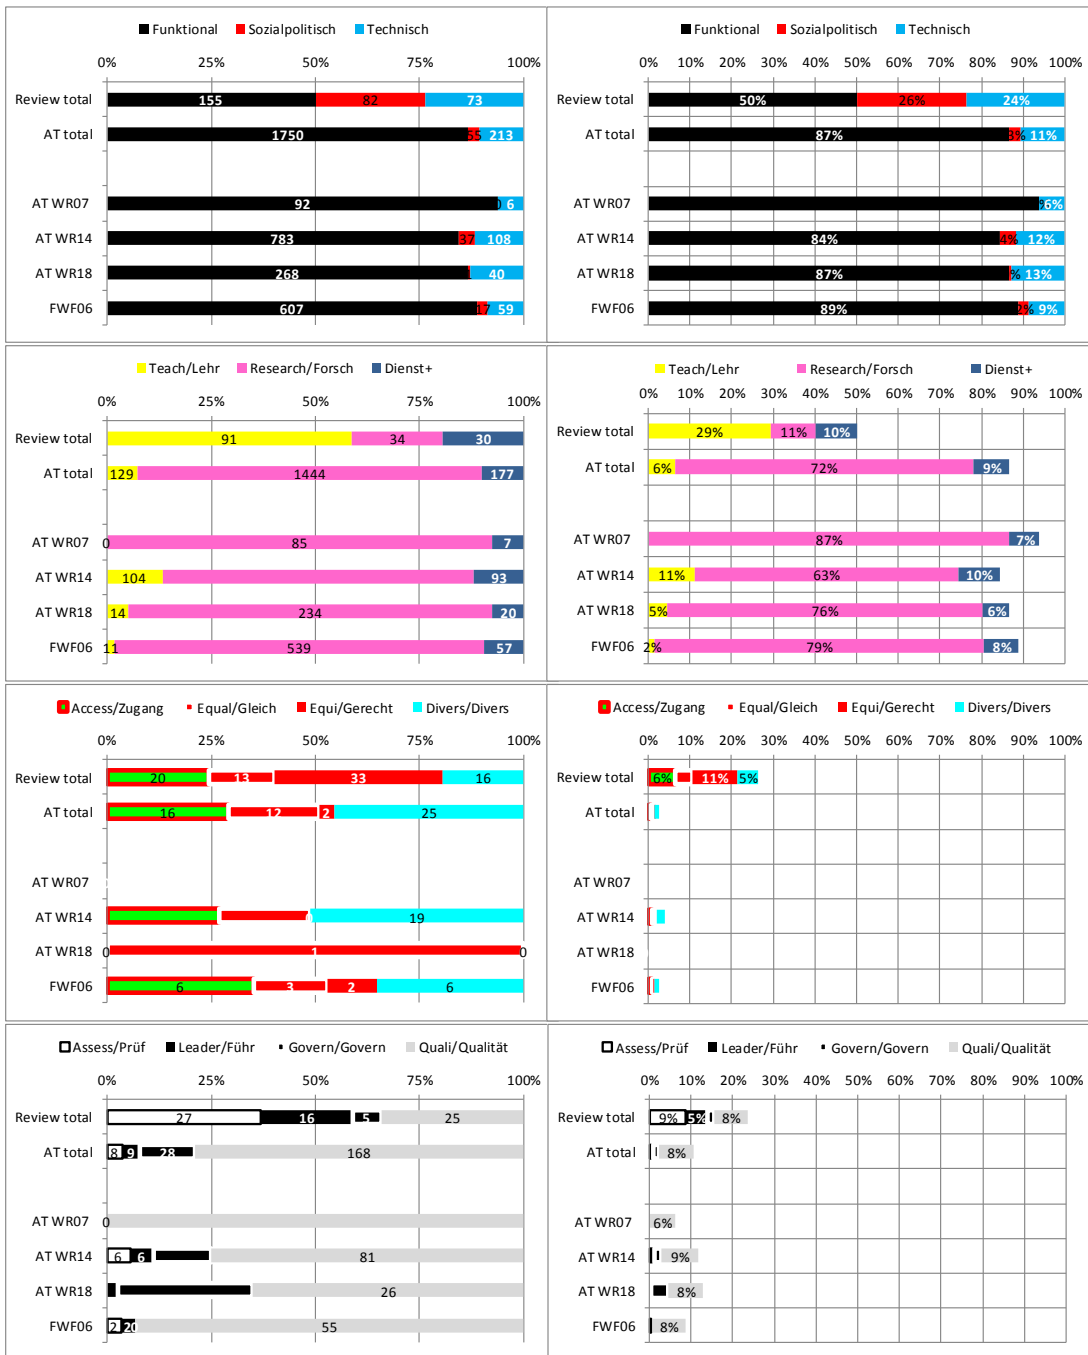 Funktional Sozialpolitisch Technisch
0% 25% 50% 75% 100%
Review total 155 82 73
AT total 1750 55 213
AT WR07 92 0 6
AT WR14 783 37 108
AT WR18 268 1 40
FWF06 607 17 59
Funktional Sozialpolitisch Technisch
0% 10% 20% 30% 40% 50% 60% 70% 80% 90% 100%
Review total 50% 26% 24%
AT total 87% 3% 11%
AT WR07 6%
AT WR14 84% 4% 12%
AT WR18 87% 13%
FWF06 89% 2% 9%
Teach/Lehr Research/Forsch Dienst+
0% 25% 50% 75% 100%
Review total 91 34 30
AT total 129 1444 177
AT WR07 0 85 7
AT WR14 104 93
AT WR18 14 234 20
FWF06 11 539 57
Teach/Lehr Research/Forsch Dienst+
0% 10% 20% 30% 40% 50% 60% 70% 80% 90% 100%
Review total 29% 11% 10%
AT total 6% 72% 9%
AT WR07 87% 7%
AT WR14 11% 63% 10%
AT WR18 5% 76% 6%
FWF06 2% 79% 8%
Access/Zugang Equal/Gleich Equi/Gerecht Divers/Divers
0% 25% 50% 75% 100%
Review total 20 13 33 16
AT total 16 12 2 25
AT WR07
AT WR14 19
AT WR18 0 1 0
FWF06 6 3 2 6
Access/Zugang Equal/Gleich Equi/Gerecht Divers/Divers
0% 10% 20% 30% 40% 50% 60% 70% 80% 90% 100%
Review total 6% 11% 5%
AT total
AT WR07
AT WR14
AT WR18
FWF06
Assess/Prüf Leader/Führ Govern/Govern Quali/Qualität
0% 25% 50% 75% 100%
Review total 27 16 5 25
AT total 8 9 28 168
AT WR07 0
AT WR14 6 6 81
AT WR18 26
FWF06 2 2 0 55
Assess/Prüf Leader/Führ Govern/Govern Quali/Qualität
0% 10% 20% 30% 40% 50% 60% 70% 80% 90% 100%
Review total 9% 5% 8%
AT total 8%
AT WR07 6%
AT WR14 9%
AT WR18 8%
FWF06 8%